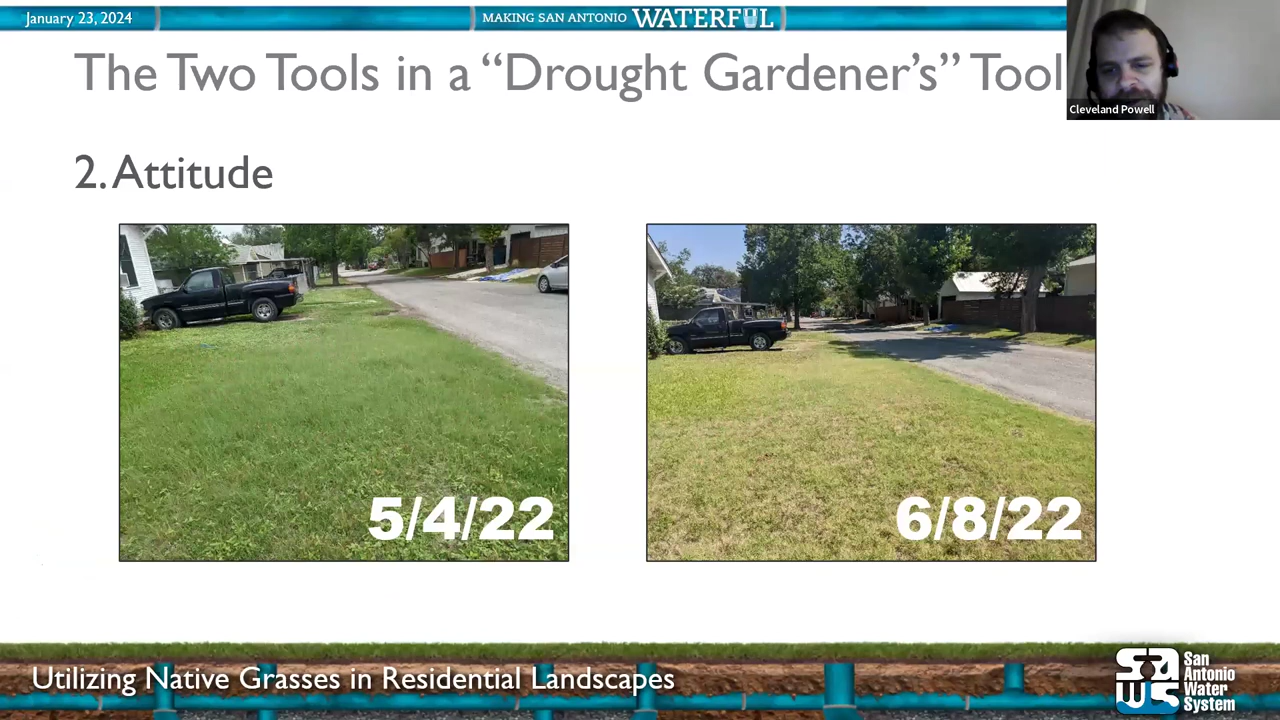 January 23, 2024
MAKING SAN ANTONIO WATERFUL
The Two Tools in a “Drought Gardener’s” Tool
Cleveland Powell
2. Attitude
5/4/22
6/8/22
Utilizing Native Grasses in Residential Landscapes
SAWS
San
Antonio
Water
System